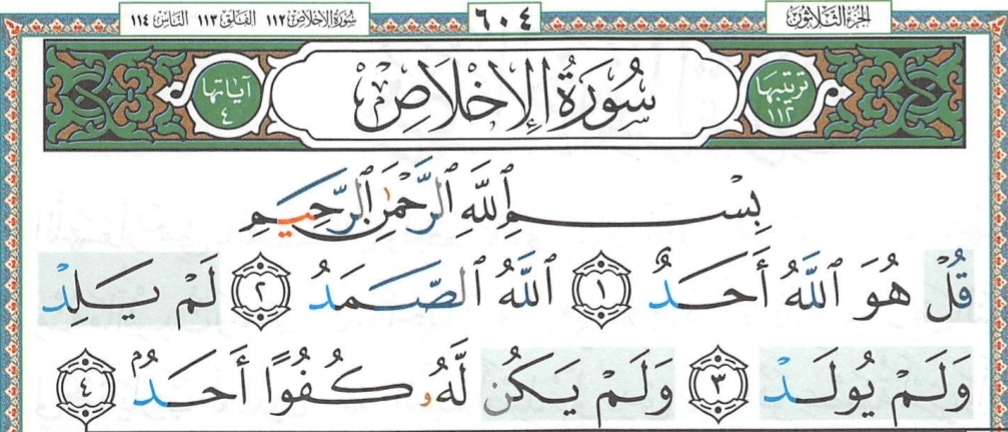 الجزء الثلاثون ٦٠٤ سورة الإخلاص ١١٢ الفلق ١١٣ الناس ١١٤
ترتيبها ١١٢ سُورَةُ الإِخْلَاصِ آياتها ٤
بِسْمِ ٱللَّهِ ٱلرَّحْمَٰنِ ٱلرَّحِيمِ
قُلْ هُوَ ٱللَّهُ أَحَدٌ ١ ٱللَّهُ ٱلصَّمَدُ ٢ لَمْ يَلِدْ
وَلَمْ يُولَدْ ٣ وَلَمْ يَكُن لَّهُۥ كُفُوًا أَحَدُۢ ٤